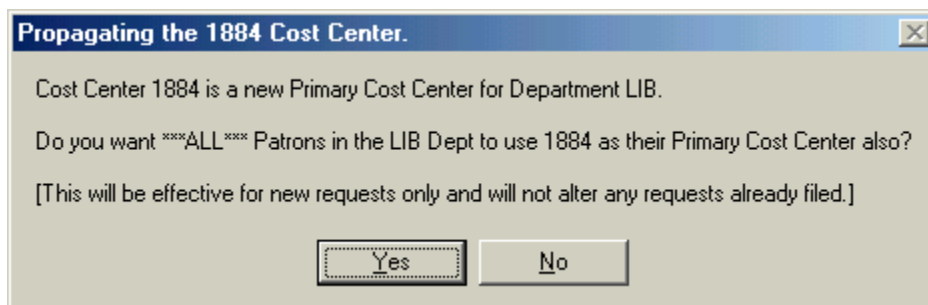 Propagating the 1884 Cost Center.
Cost Center 1884 is a new Primary Cost Center for Department LIB.
Do you want ***ALL*** Patrons in the LIB Dept to use 1884 as their Primary Cost Center also?
[This will be effective for new requests only and will not alter any requests already filed.]
Yes No